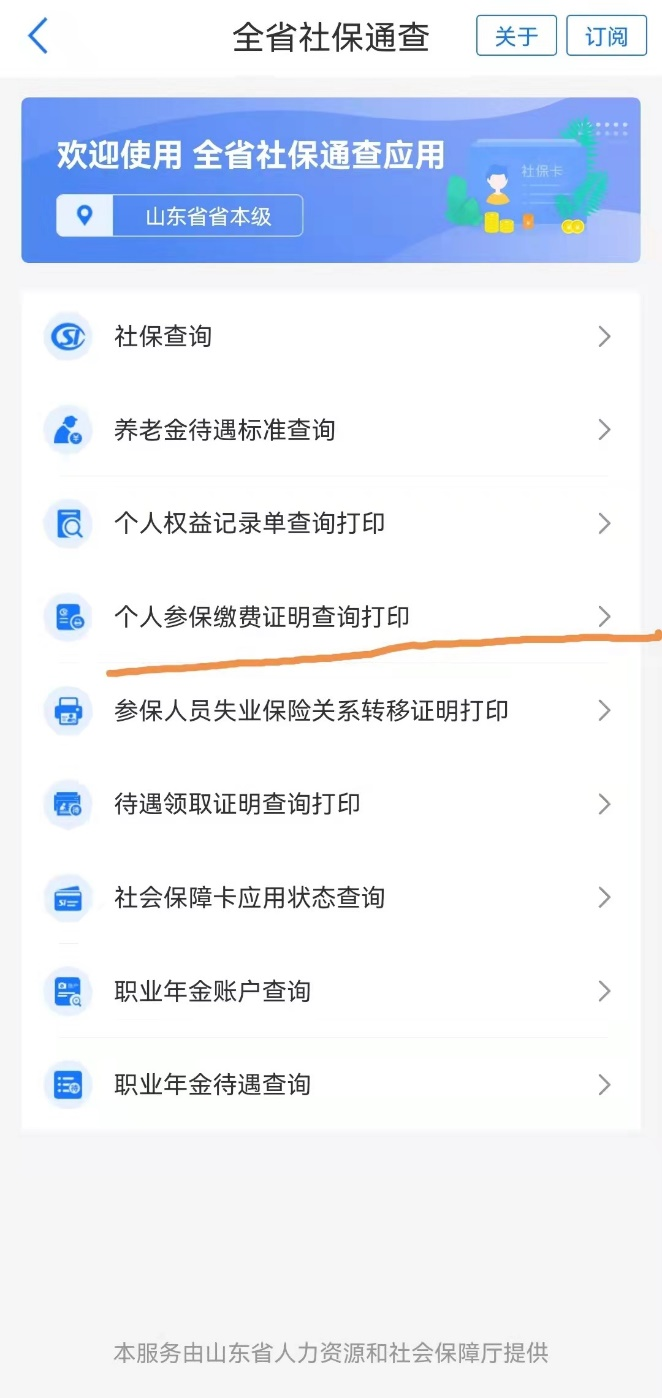 全省社保通查
关于
订阅
欢迎使用 全省社保通查应用
社保卡
山东省省本级
社保查询
养老金待遇标准查询
个人权益记录单查询打印
个人参保缴费证明查询打印
参保人员失业保险关系转移证明打印
待遇领取证明查询打印
社会保障卡应用状态查询
职业年金账户查询
职业年金待遇查询
本服务由山东省人力资源和社会保障厅提供